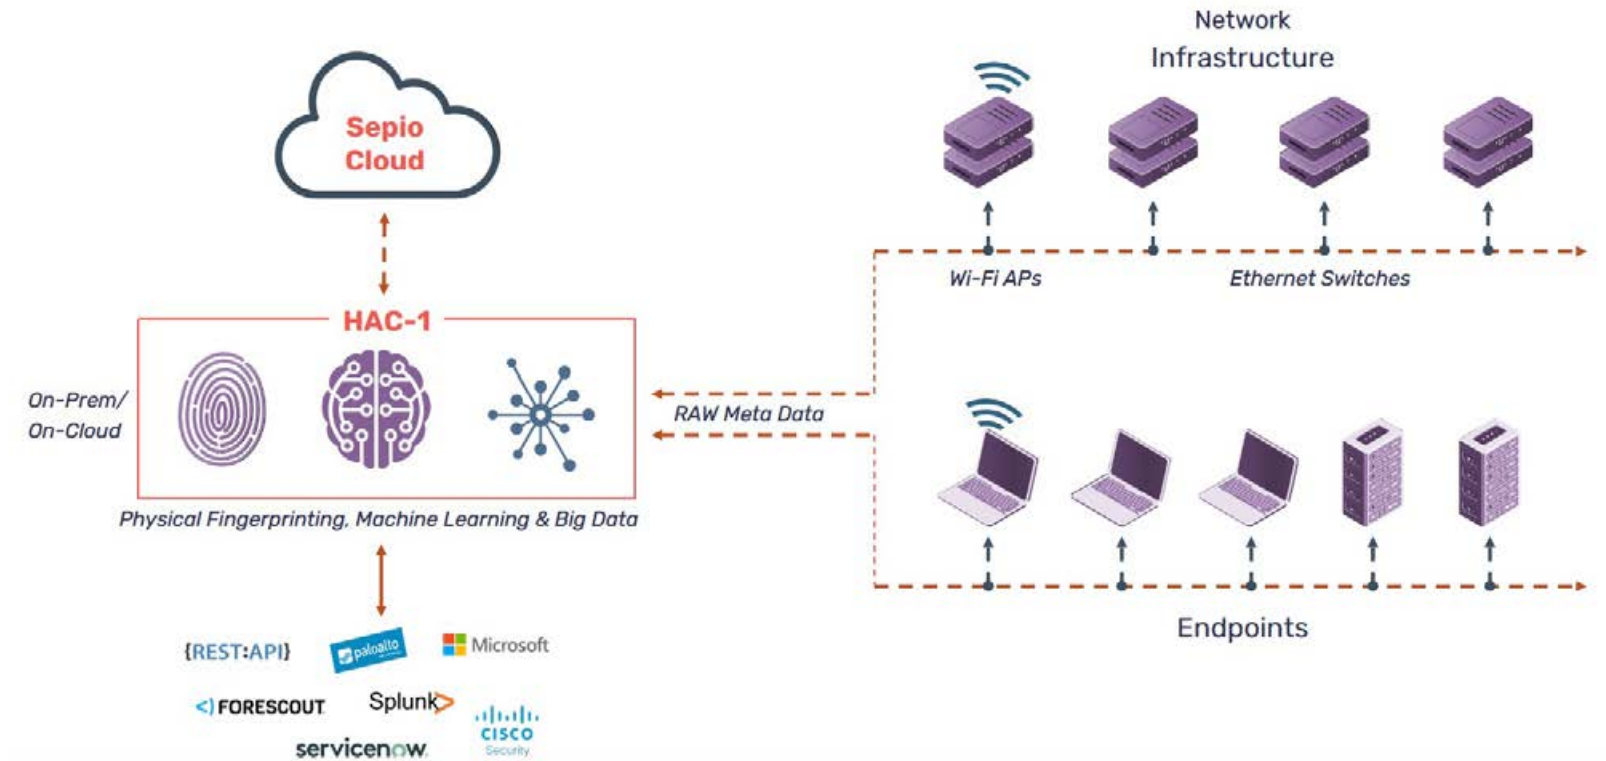 Network
Infrastructure
Sepio
Cloud
Wi-Fi APs
Ethernet Switches
HAC-1
On-Prem/
On-Cloud
RAW Meta Data
Physical Fingerprinting, Machine Learning & Big Data
Endpoints
{REST:API}
paloalto
Microsoft
<) FORESCOUT
Splunk>
CISCO
Security
servicenow.